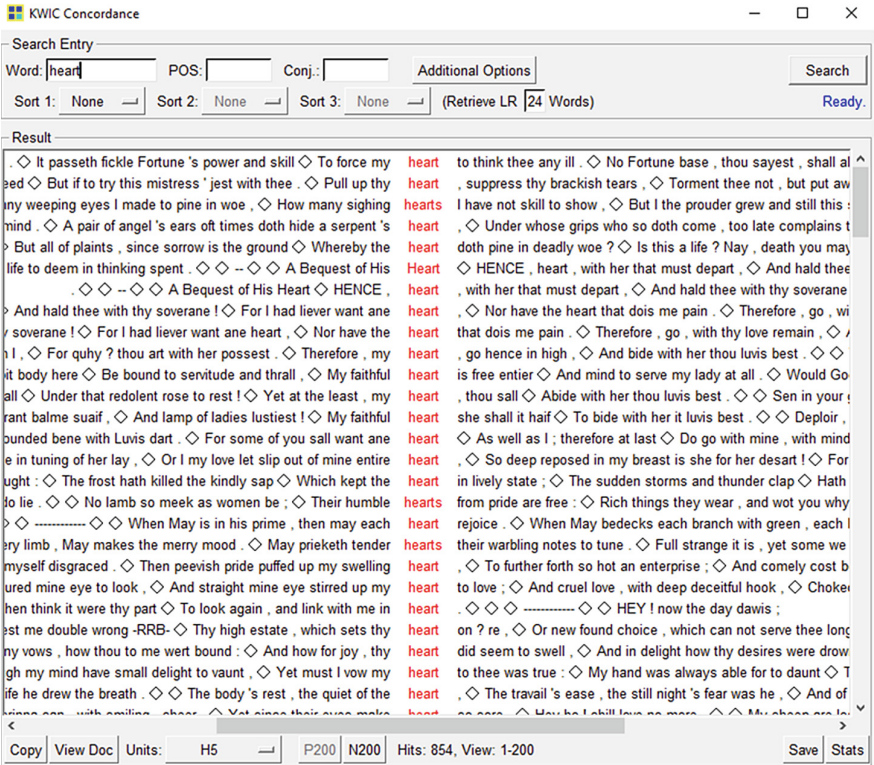 KWIC Concordance
Search Entry
Word: heart POS: Conj.: Additional Options Search
Sort 1: None Sort 2: None Sort 3: None (Retrieve LR 24 Words) Ready.
Result
. ◇ It passeth fickle Fortune 's power and skill ◇ To force my heart to think thee any ill . ◇ No Fortune base , thou sayest , shall
◇ But if to try this mistress ' jest with thee . ◇ Pull up thy heart , suppress thy brackish tears , ◇ Torment thee not , but put
weeping eyes I made to pine in woe , ◇ How many sighing hearts I have not skill to show , ◇ But I the prouder grew and still this
. ◇ A pair of angel 's ears oft times doth hide a serpent 's heart , ◇ Under whose grips who so doth come , too late complains
◇ But all of plaints , since sorrow is the ground ◇ Whereby the heart doth pine in deadly woe ? ◇ Is this a life ? Nay , death you may
life to deem in thinking spent . ◇ ◇ -- ◇ ◇ A Bequest of His Heart ◇ HENCE , heart , with her that must depart , ◇ And hald thee
. ◇ ◇ -- ◇ ◇ A Bequest of His Heart ◇ HENCE , heart , with her that must depart , ◇ And hald thee with thy soverane
◇ And hald thee with thy soverane ! ◇ For I had liever want ane heart , ◇ Nor have the heart that dois me pain . ◇ Therefore , go ,
soverane ! ◇ For I had liever want ane heart , ◇ Nor have the heart that dois me pain . ◇ Therefore , go , with thy love remain , ◇
I , ◇ For quhy ? thou art with her possest . ◇ Therefore , my heart , go hence in high , ◇ And bide with her thou luvis best . ◇ ◇
body here ◇ Be bound to servitude and thrall , ◇ My faithful heart is free entier ◇ And mind to serve my lady at all . ◇ Would
◇ Under that redolent rose to rest ! ◇ Yet at the least , my heart , thou sall ◇ Abide with her thou luvis best . ◇ ◇ Sen in your
balme suaif , ◇ And lamp of ladies lustiest ! ◇ My faithful heart she shall it haif ◇ To bide with her it luvis best . ◇ ◇ Deploir ,
bene with Luvis dart . ◇ For some of you sall want ane heart ◇ As well as I ; therefore at last ◇ Do go with mine , with mind
in tuning of her lay , ◇ Or I my love let slip out of mine entire heart , ◇ So deep reposed in my breast is she for her desart ! ◇ For
: ◇ The frost hath killed the kindly sap ◇ Which kept the heart in lively state ; ◇ The sudden storms and thunder clap ◇ Hath
do lie . ◇ ◇ No lamb so meek as women be ; ◇ Their humble hearts from pride are free : ◇ Rich things they wear , and wot you why
◇ ◇ ------------ ◇ ◇ When May is in his prime , then may each heart rejoice . ◇ When May bedecks each branch with green , each
limb , May makes the merry mood . ◇ May prieketh tender hearts their warbling notes to tune . ◇ Full strange it is , yet some we
myself disgraced . ◇ Then peevish pride puffed up my swelling heart , ◇ To further forth so hot an enterprise ; ◇ And comely cost
mine eye to look , ◇ And straight mine eye stirred up my heart to love ; ◇ And cruel love , with deep deceitful hook , ◇
think it were thy part ◇ To look again , and link with me in heart . ◇ ◇ ◇ ------------ ◇ ◇ HEY ! now the day dawis ;
me double wrong -RRB- ◇ Thy high estate , which sets thy heart on ? re , ◇ Or new found choice , which can not serve thee long
vows , how thou to me wert bound : ◇ And how for joy , thy heart did seem to swell , ◇ And in delight how thy desires were
my mind have small delight to vaunt , ◇ Yet must I vow my heart to thee was true : ◇ My hand was always able for to daunt ◇
he drew the breath . ◇ ◇ The body 's rest , the quiet of the heart , ◇ The travail 's ease , the still night 's fear was he , ◇ And of
Copy View Doc Units: H5 P200 N200 Hits: 854, View: 1-200 Save Stats